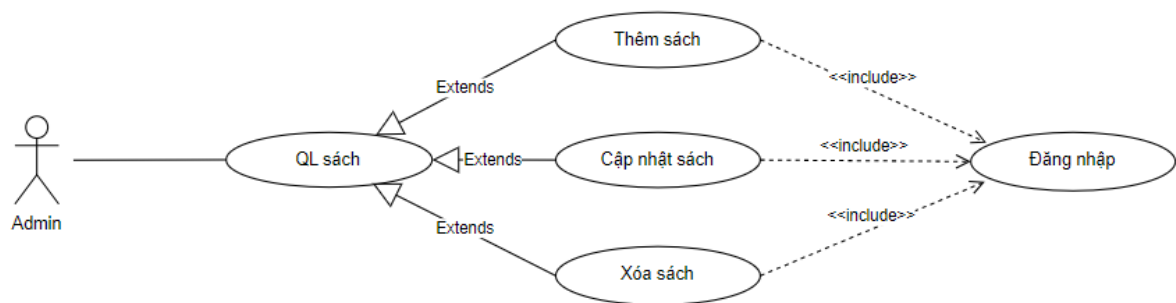 Thêm sách
<<include>>
Extends
QL sách
Extends
Cập nhật sách
<<include>>
Đăng nhập
Admin
Extends
<<include>>
Xóa sách